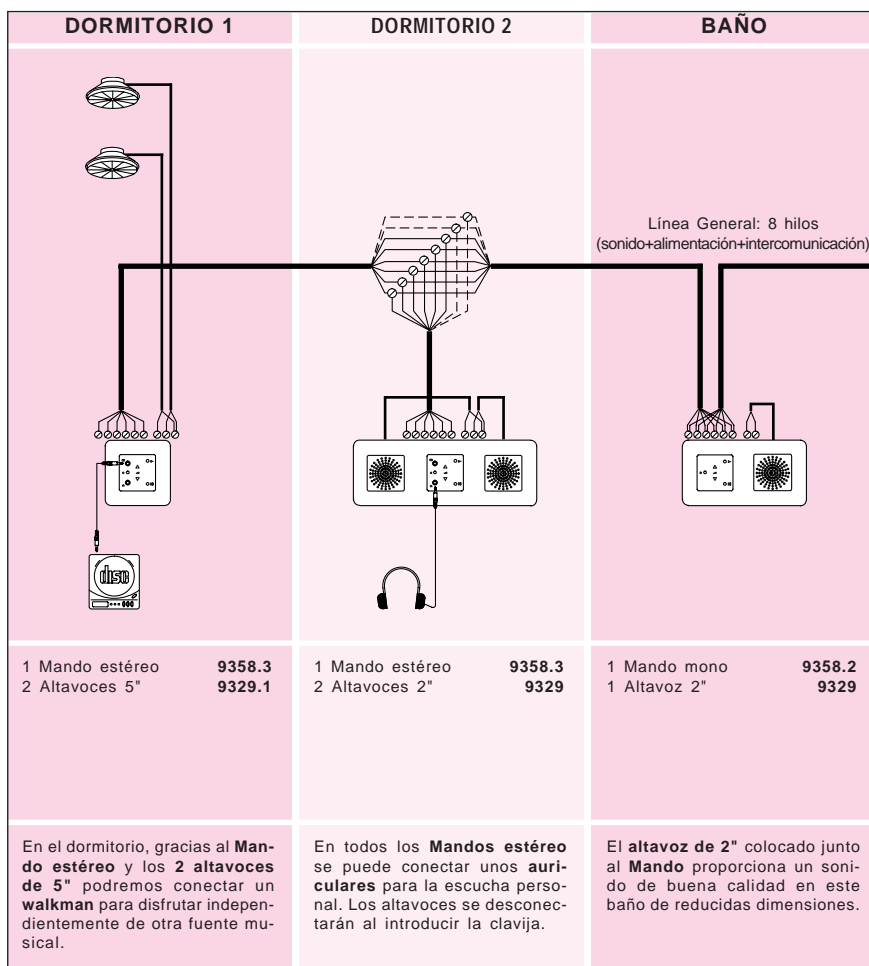 DORMITORIO 1
DORMITORIO 2
BAÑO
Línea General: 8 hilos
(sonido+alimentación+intercomunicación)
disc
1 Mando estéreo 9358.3
2 Altavoces 5" 9329.1
1 Mando estéreo 9358.3
2 Altavoces 2" 9329
1 Mando mono 9358.2
1 Altavoz 2" 9329
En el dormitorio, gracias al Man-
do estéreo y los 2 altavoces
de 5" podremos conectar un
walkman para disfrutar indepen-
dientemente de otra fuente mu-
sical.
En todos los Mandos estéreo
se puede conectar unos auri-
culares para la escucha perso-
nal. Los altavoces se desconec-
tarán al introducir la clavija.
El altavoz de 2" colocado junto
al Mando proporciona un soni-
do de buena calidad en este
baño de reducidas dimensiones.